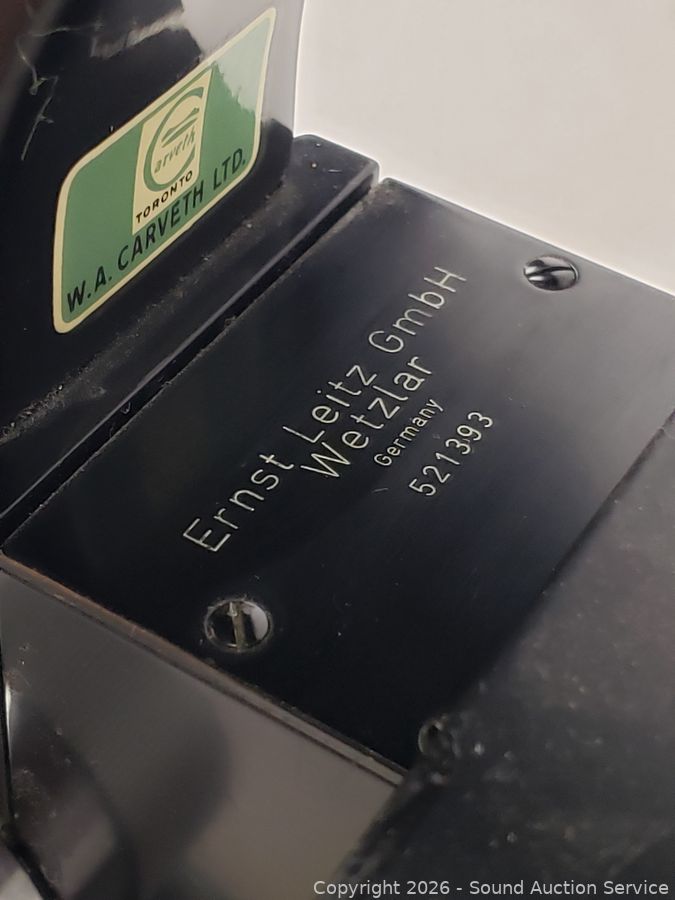 Carveth
TORONTO
W.A. CARVETH LTD.
Ernst Leitz GmbH
Wetzlar
Germany
521393
Copyright 2026 - Sound Auction Service